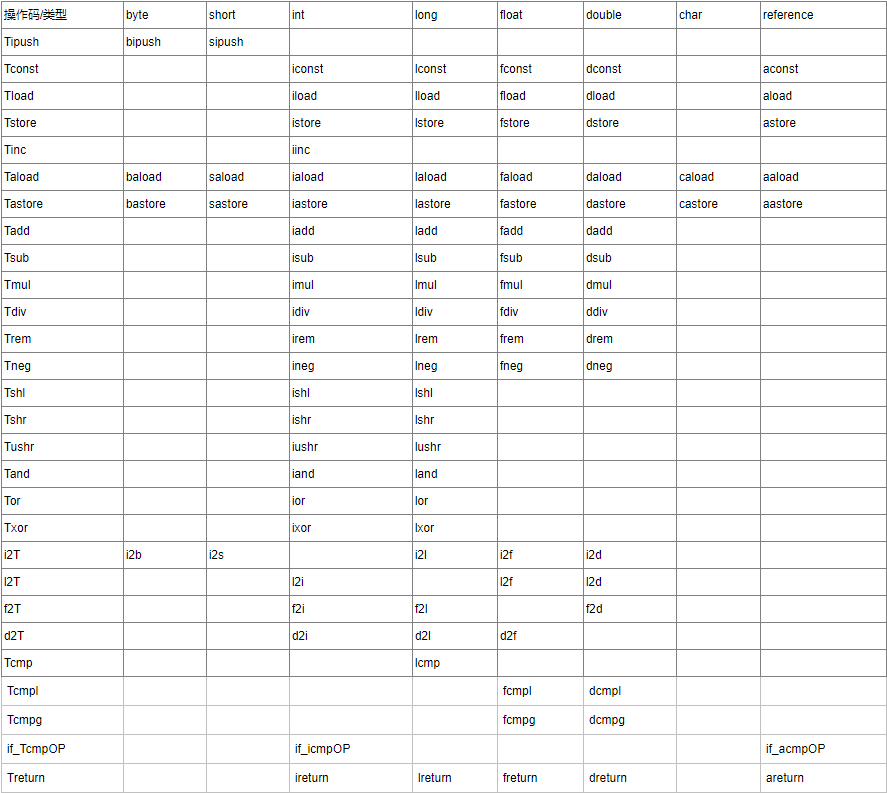 操作码/类型 byte short int long float double char reference
Tipush bipush sipush
Tconst iconst lconst fconst dconst aconst
Tload iload lload fload dload aload
Tstore istore lstore fstore dstore astore
Tinc iinc
Taload baload saload iaload laload faload daload caload aaload
Tastore bastore sastore iastore lastore fastore dastore castore aastore
Tadd iadd ladd fadd dadd
Tsub isub lsub fsub dsub
Tmul imul lmul fmul dmul
Tdiv idiv ldiv fdiv ddiv
Trem irem lrem frem drem
Tneg ineg lneg fneg dneg
Tshl ishl lshl
Tshr ishr lshr
Tushr iushr lushr
Tand iand land
Tor ior lor
Txor ixor lxor
i2T i2b i2s i2l i2f i2d
l2T l2i l2f l2d
f2T f2i f2l f2d
d2T d2i d2l d2f
Tcmp lcmp
Tcmpl fcmpl dcmpl
Tcmpg fcmpg dcmpg
if_TcmpOP if_icmpOP if_acmpOP
Treturn ireturn lreturn freturn dreturn areturn